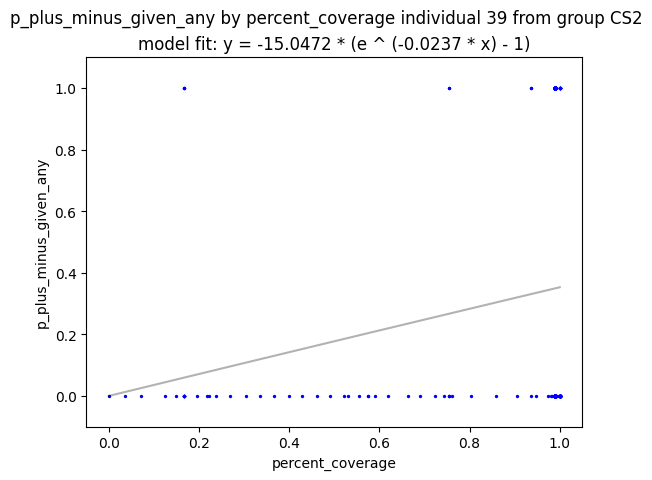 p_plus_minus_given_any by percent_coverage individual 39 from group CS2
model fit: y = -15.0472 * (e ^ (-0.0237 * x) - 1)
1.0
0.8
0.6
0.4
0.2
0.0
p_plus_minus_given_any
0.0 0.2 0.4 0.6 0.8 1.0
percent_coverage